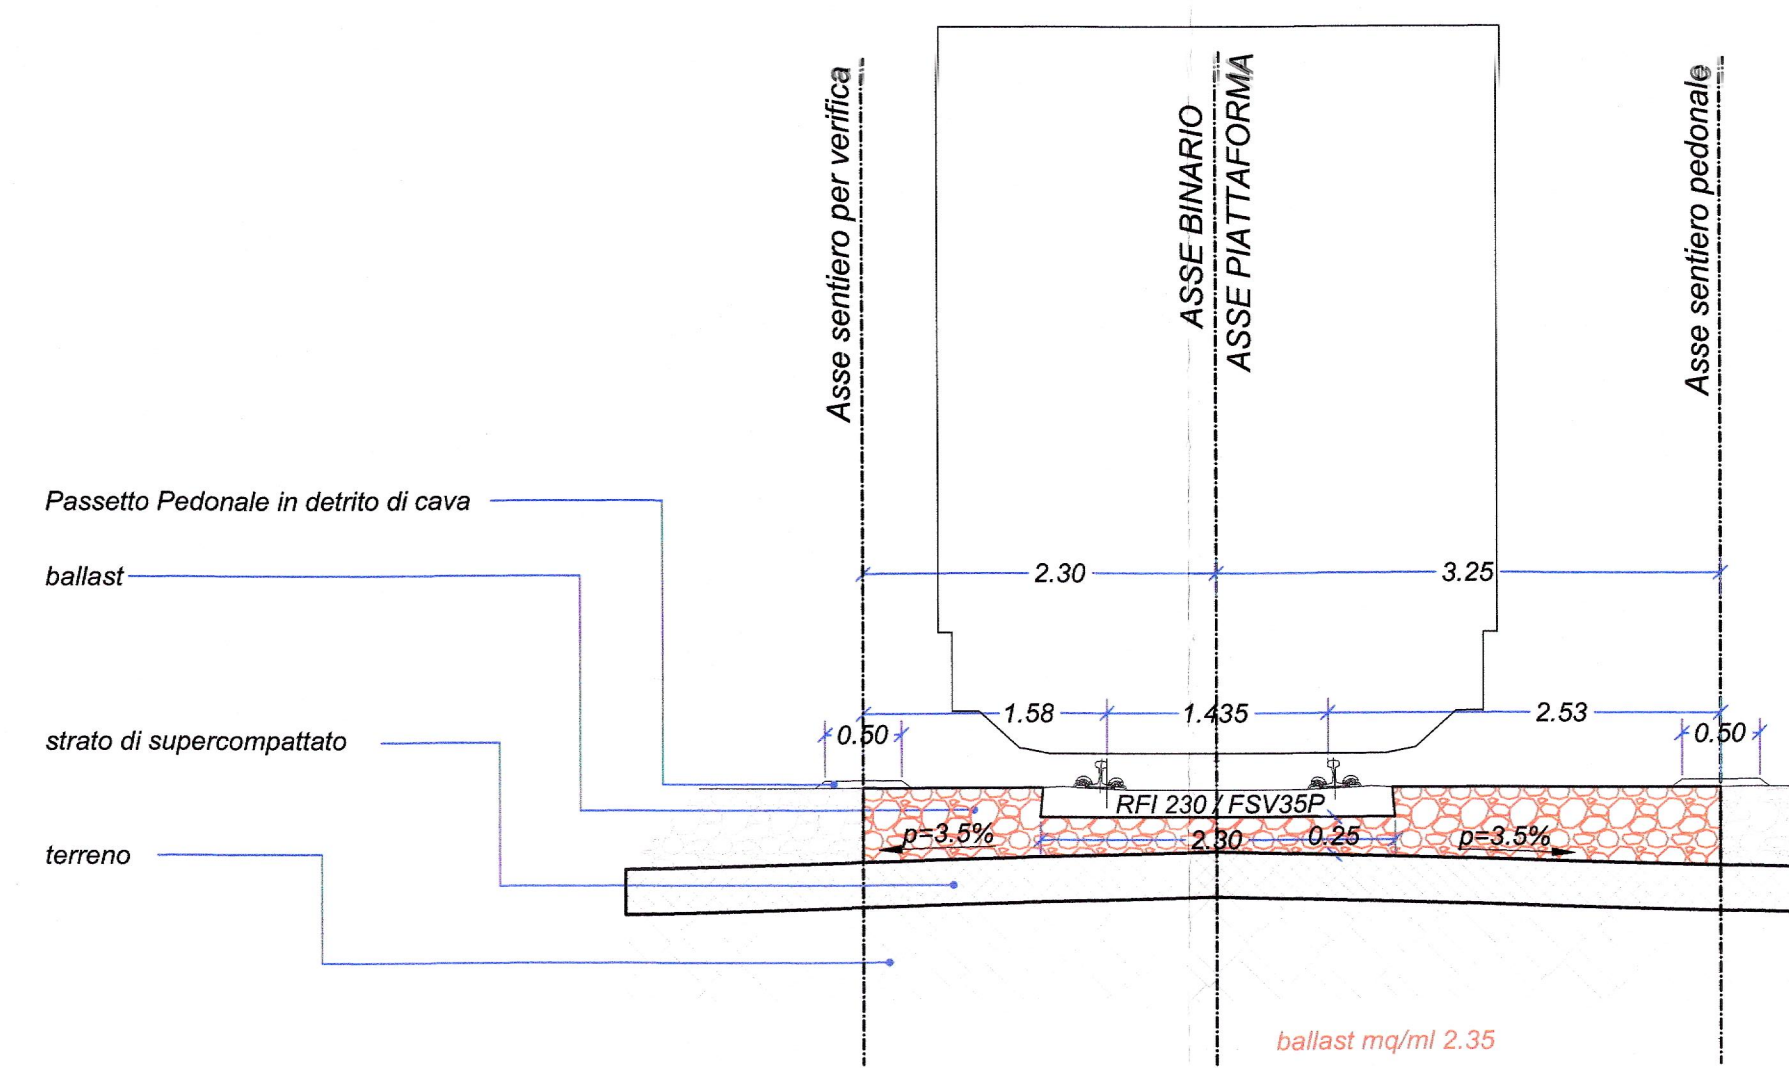 Asse sentiero per verifica
ASSE BINARIO
ASSE PIATTAFORMA
Asse sentiero pedonale
Passetto Pedonale in detrito di cava
ballast
2.30
3.25
1.58
1.435
2.53
strato di supercompattato
0.50
0.50
RFI 230 / FSV35P
p=3.5%
2.30
0.25
p=3.5%
terreno
ballast mq/ml 2.35